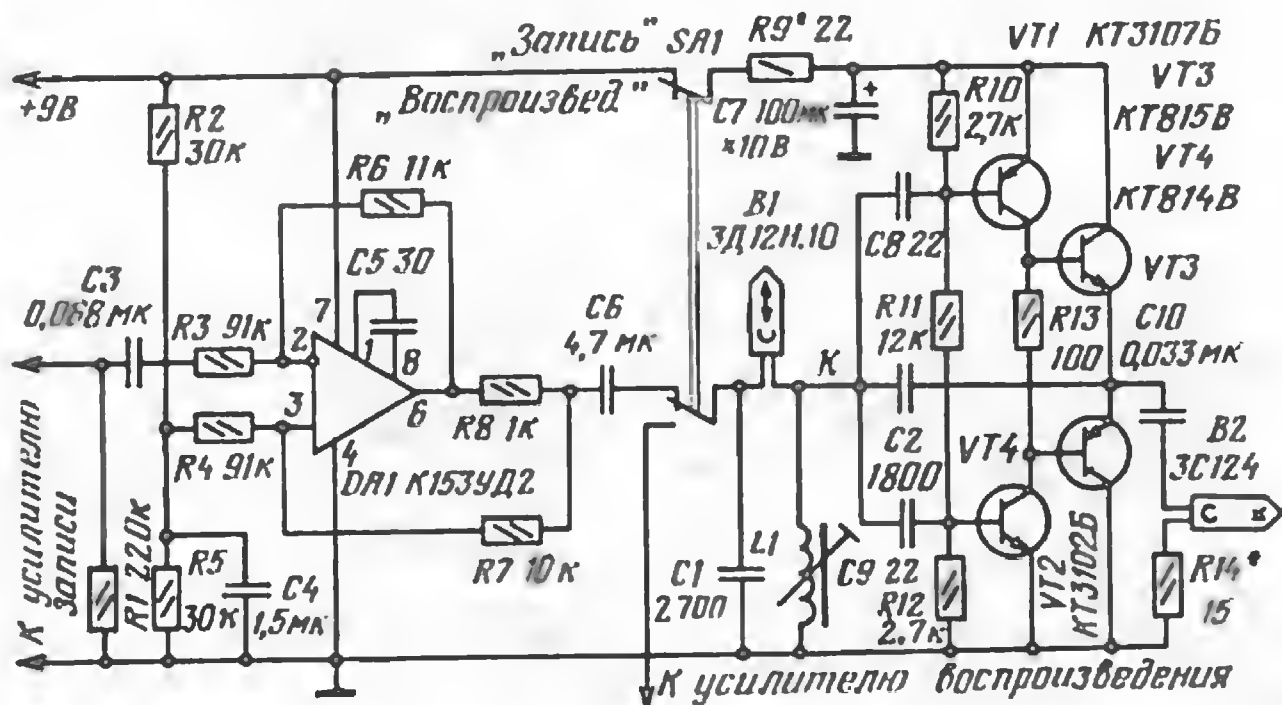 „Запись" SA1
R9* 22
VT1 КТ3107Б
+9В
„Воспроизвед"
R2
30к
C7 100мк
×10В
+
R10
2,7к
VT3
КТ815В
VT4
КТ814В
R6 11к
B1
3Д12Н.10
C8 22
C5 30
VT3
C3
0,068мк
R3 91к
7
2
1
8
C6
4,7мк
R11
12к
R13
100
C10
0,033мк
К
3
6
R8 1к
4
R4 91к
DA1 К153УД2
C2
1800
VT4
B2
3С124
К усилителю
записи
R7 10к
R1 220к
R5
30к
C4
1,5мк
C1
2700
L1
C9 22
R12
2.7к
VT2
КТ3102Б
R14*
15
К усилителю воспроизведения